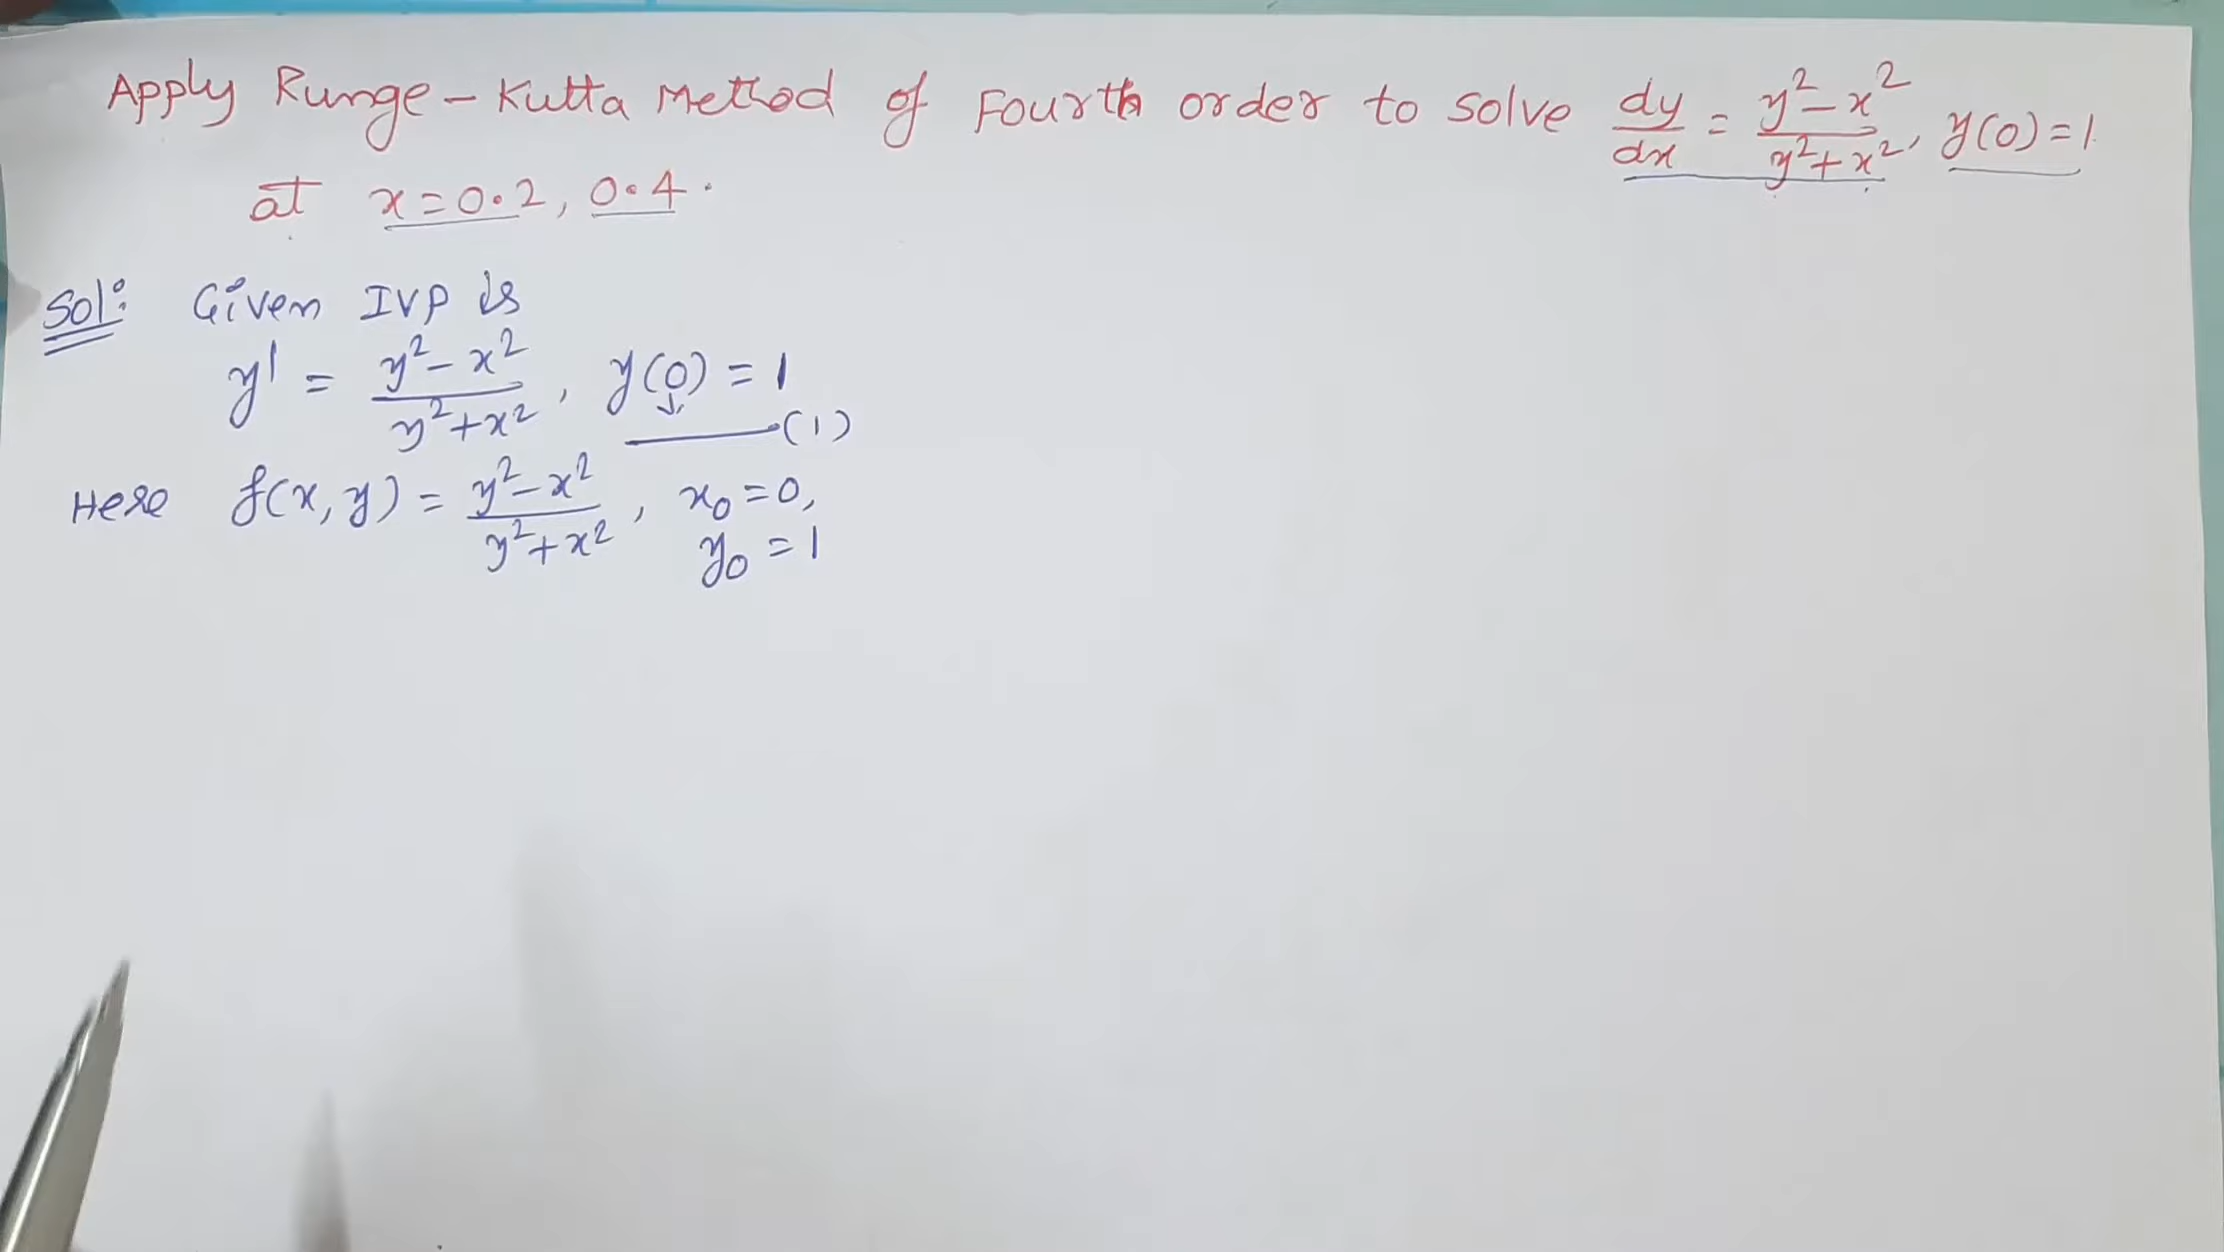 Apply Runge-Kutta Method of Fourth order to solve dy/dx = (y²-x²)/(y²+x²), y(0)=1
at x=0.2, 0.4.
Sol: Given IVP is
y' = (y²-x²)/(y²+x²), y(0)=1
(1)
Here f(x,y) = (y²-x²)/(y²+x²), x₀=0,
y₀=1